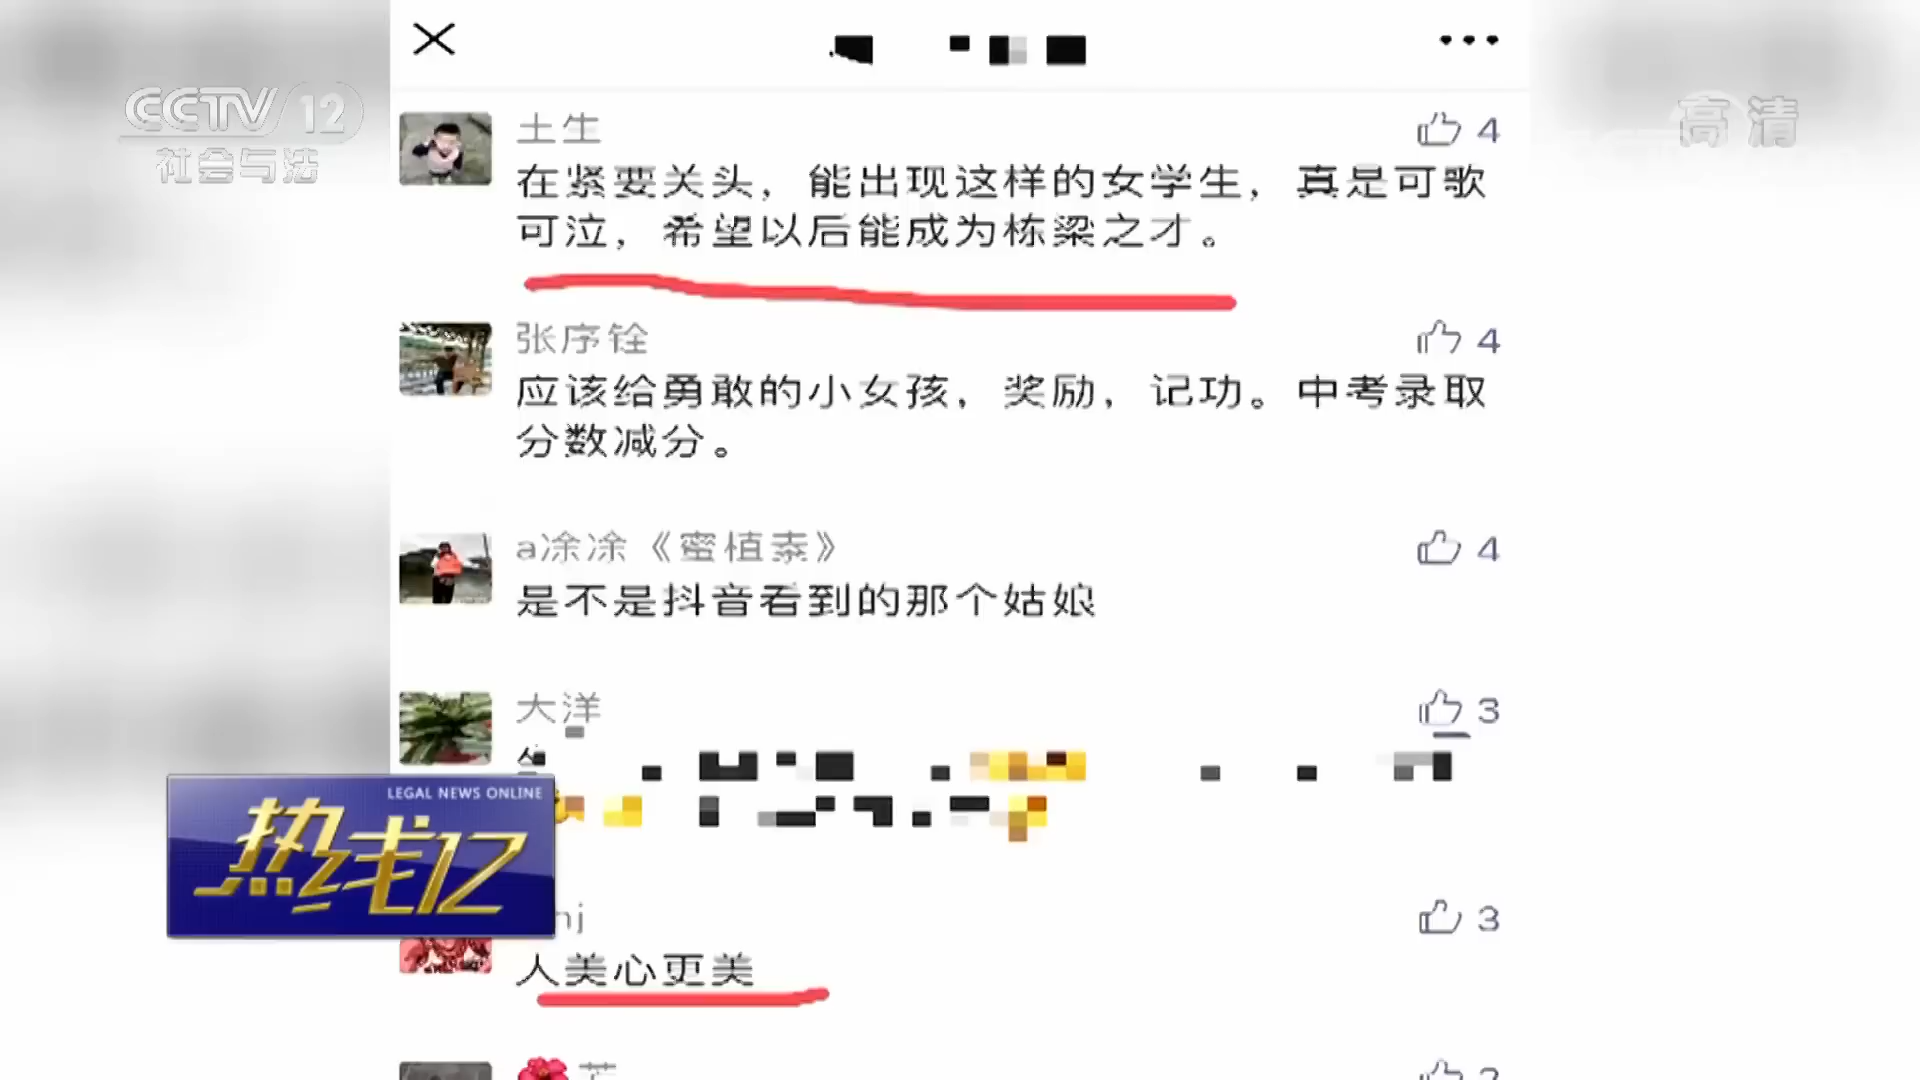 CCTV 12
社会与法
高清
土生
4
在紧要关头，能出现这样的女学生，真是可歌
可泣，希望以后能成为栋梁之才。
张序铨
4
应该给勇敢的小女孩，奖励，记功。中考录取
分数减分。
a凃凃《蜜植萘》
4
是不是抖音看到的那个姑娘
大洋
3
LEGAL NEWS ONLINE
热线12
3
人美心更美